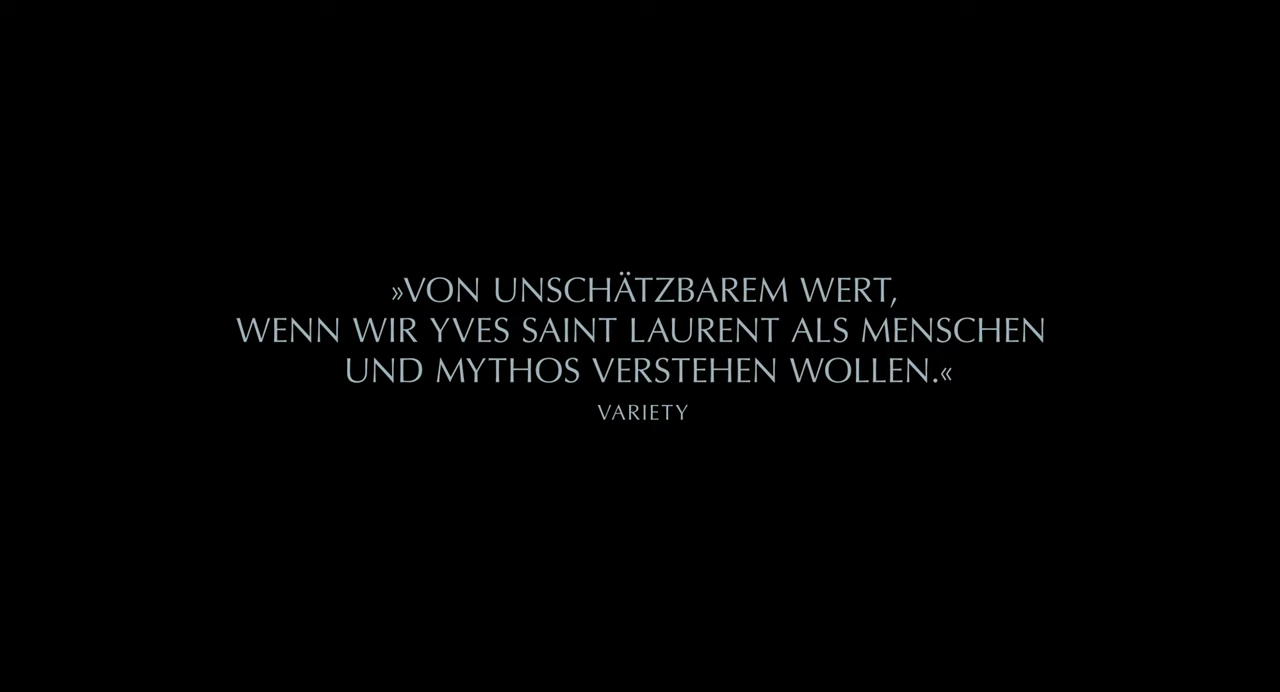 »VON UNSCHÄTZBAREM WERT,
WENN WIR YVES SAINT LAURENT ALS MENSCHEN
UND MYTHOS VERSTEHEN WOLLEN.«
VARIETY